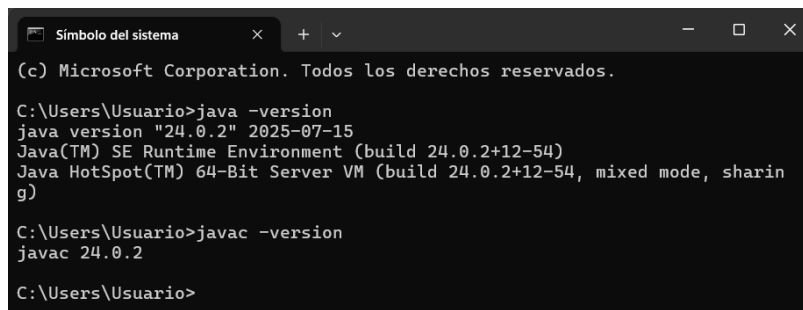 Símbolo del sistema
(c) Microsoft Corporation. Todos los derechos reservados.
C:\Users\Usuario>java -version
java version "24.0.2" 2025-07-15
Java(TM) SE Runtime Environment (build 24.0.2+12-54)
Java HotSpot(TM) 64-Bit Server VM (build 24.0.2+12-54, mixed mode, sharin
g)
C:\Users\Usuario>javac -version
javac 24.0.2
C:\Users\Usuario>